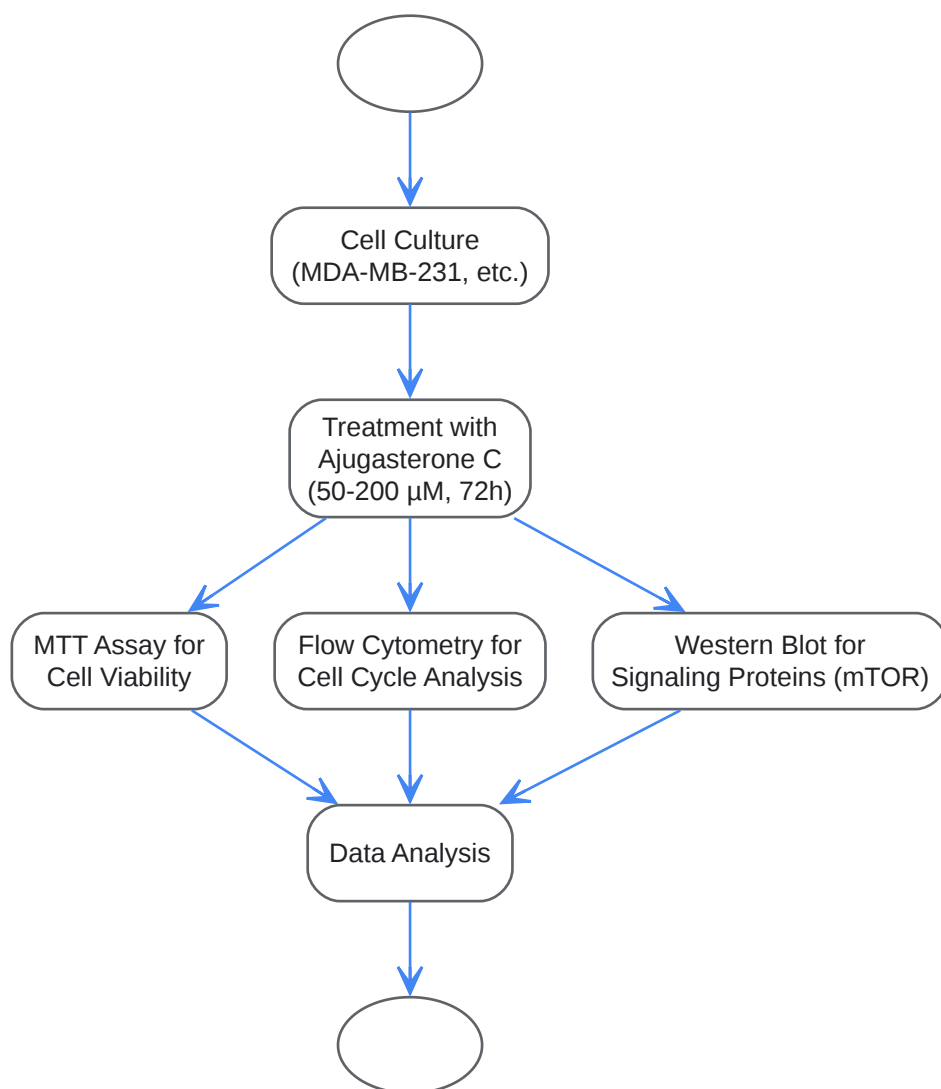 Cell Culture
(MDA-MB-231, etc.)
Treatment with
Ajugasterone C
(50-200 µM, 72h)
MTT Assay for
Cell Viability
Flow Cytometry for
Cell Cycle Analysis
Western Blot for
Signaling Proteins (mTOR)
Data Analysis